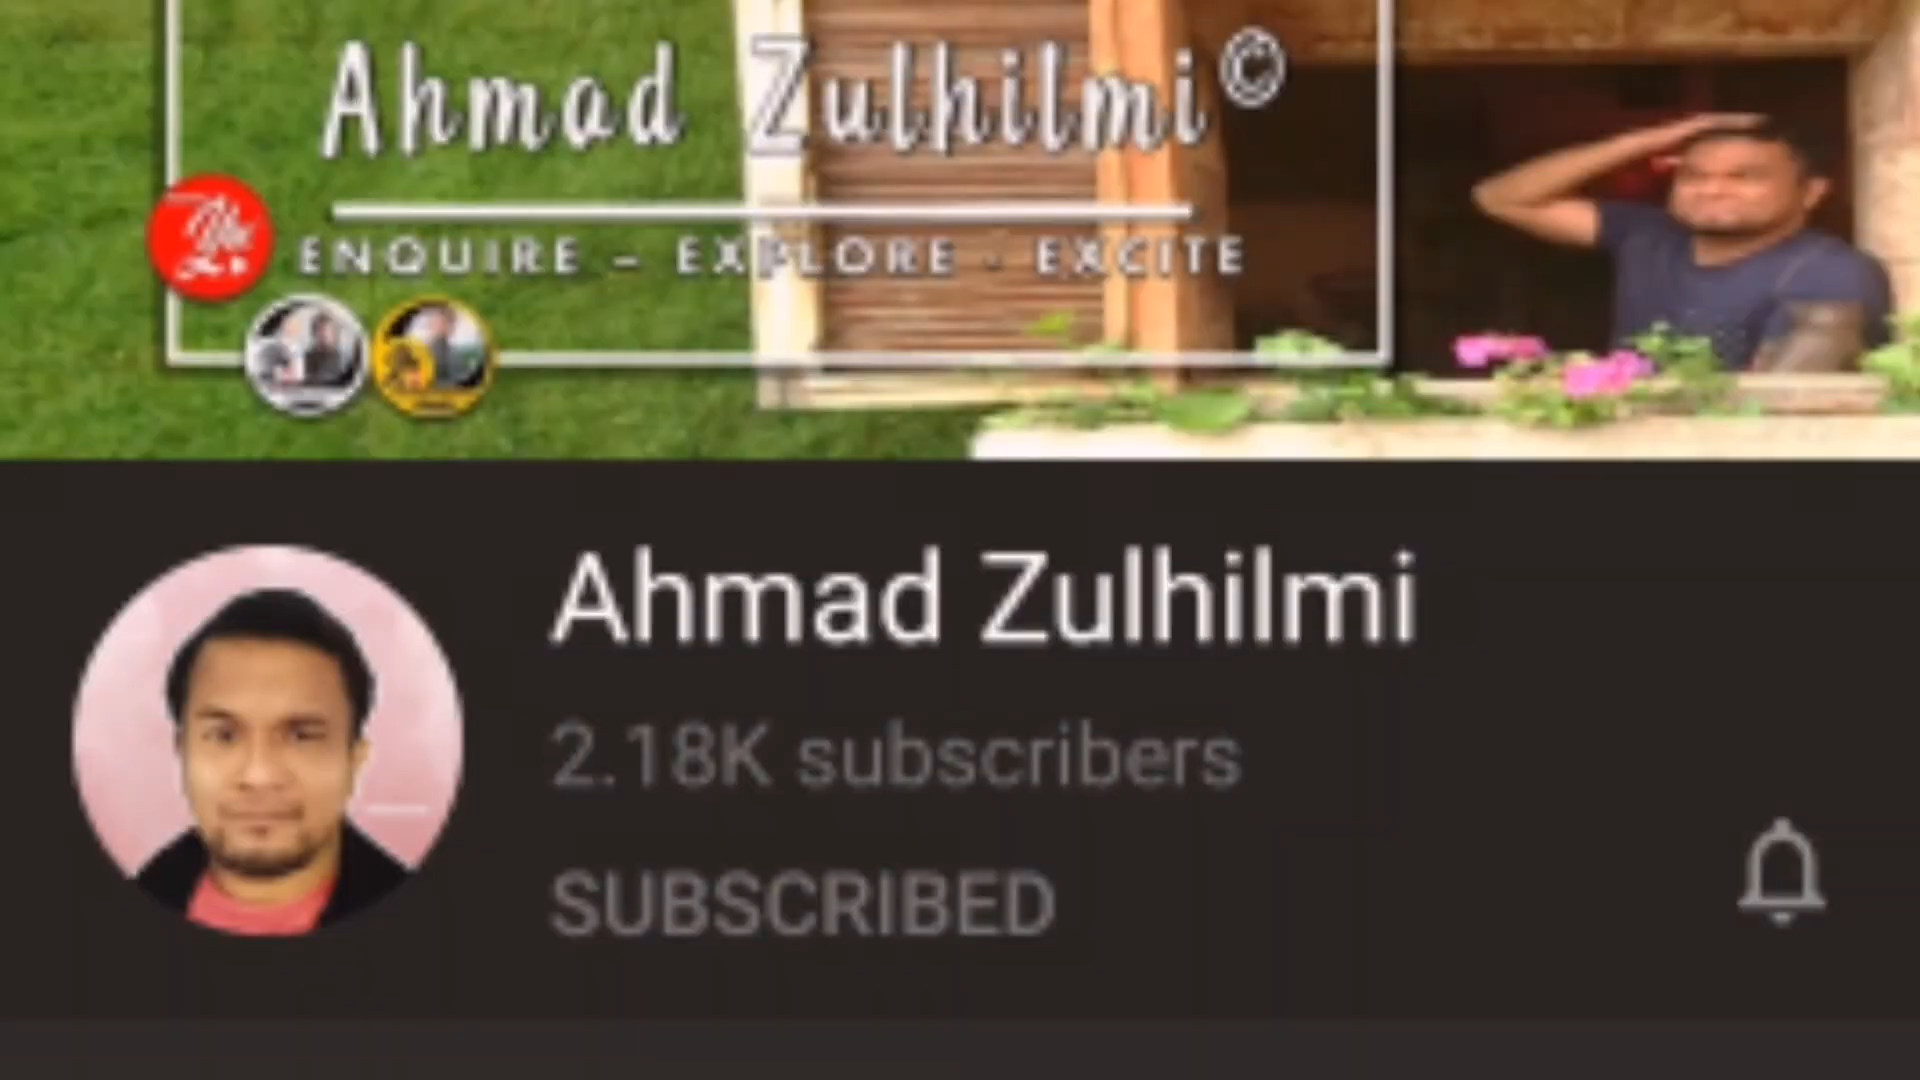 Ahmad Zulhilmi©
ENQUIRE – EXPLORE - EXCITE
Ahmad Zulhilmi
2.18K subscribers
SUBSCRIBED